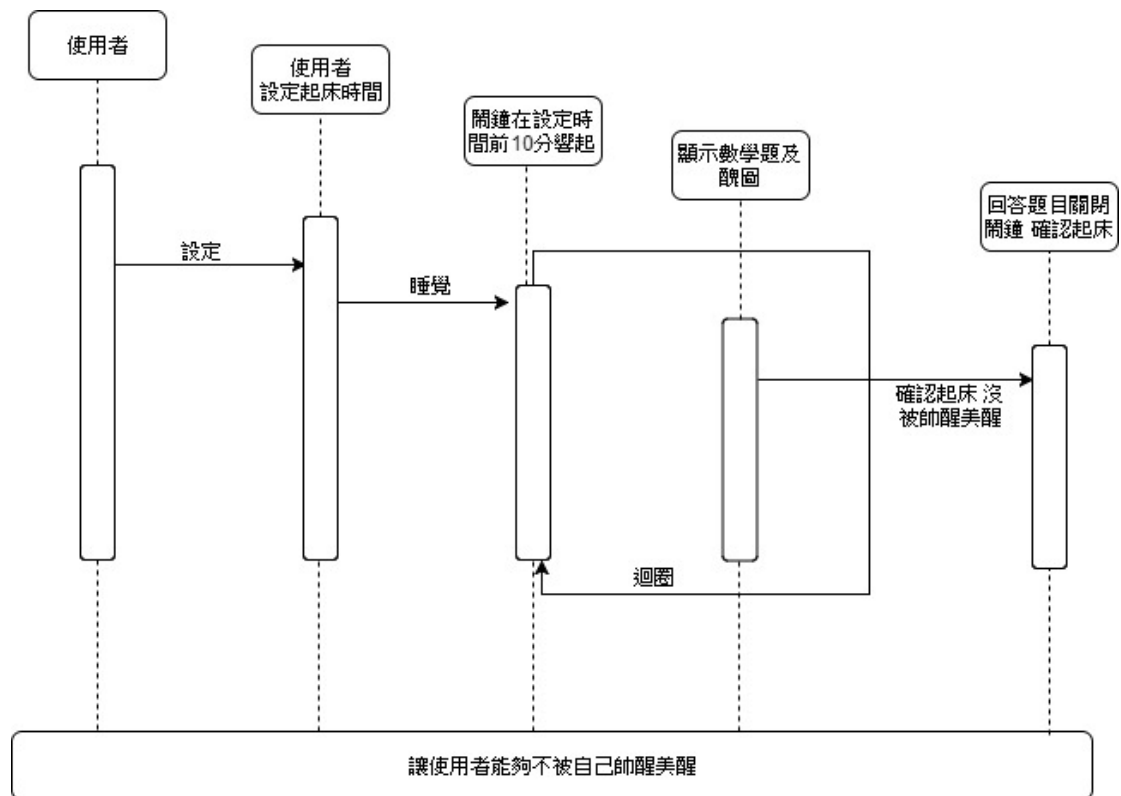 使用者
使用者
設定起床時間
鬧鐘在設定時
間前10分響起
顯示數學題及
醜圖
回答題目關閉
鬧鐘 確認起床
設定
睡覺
確認起床 沒
被帥醒美醒
迴圈
讓使用者能夠不被自己帥醒美醒